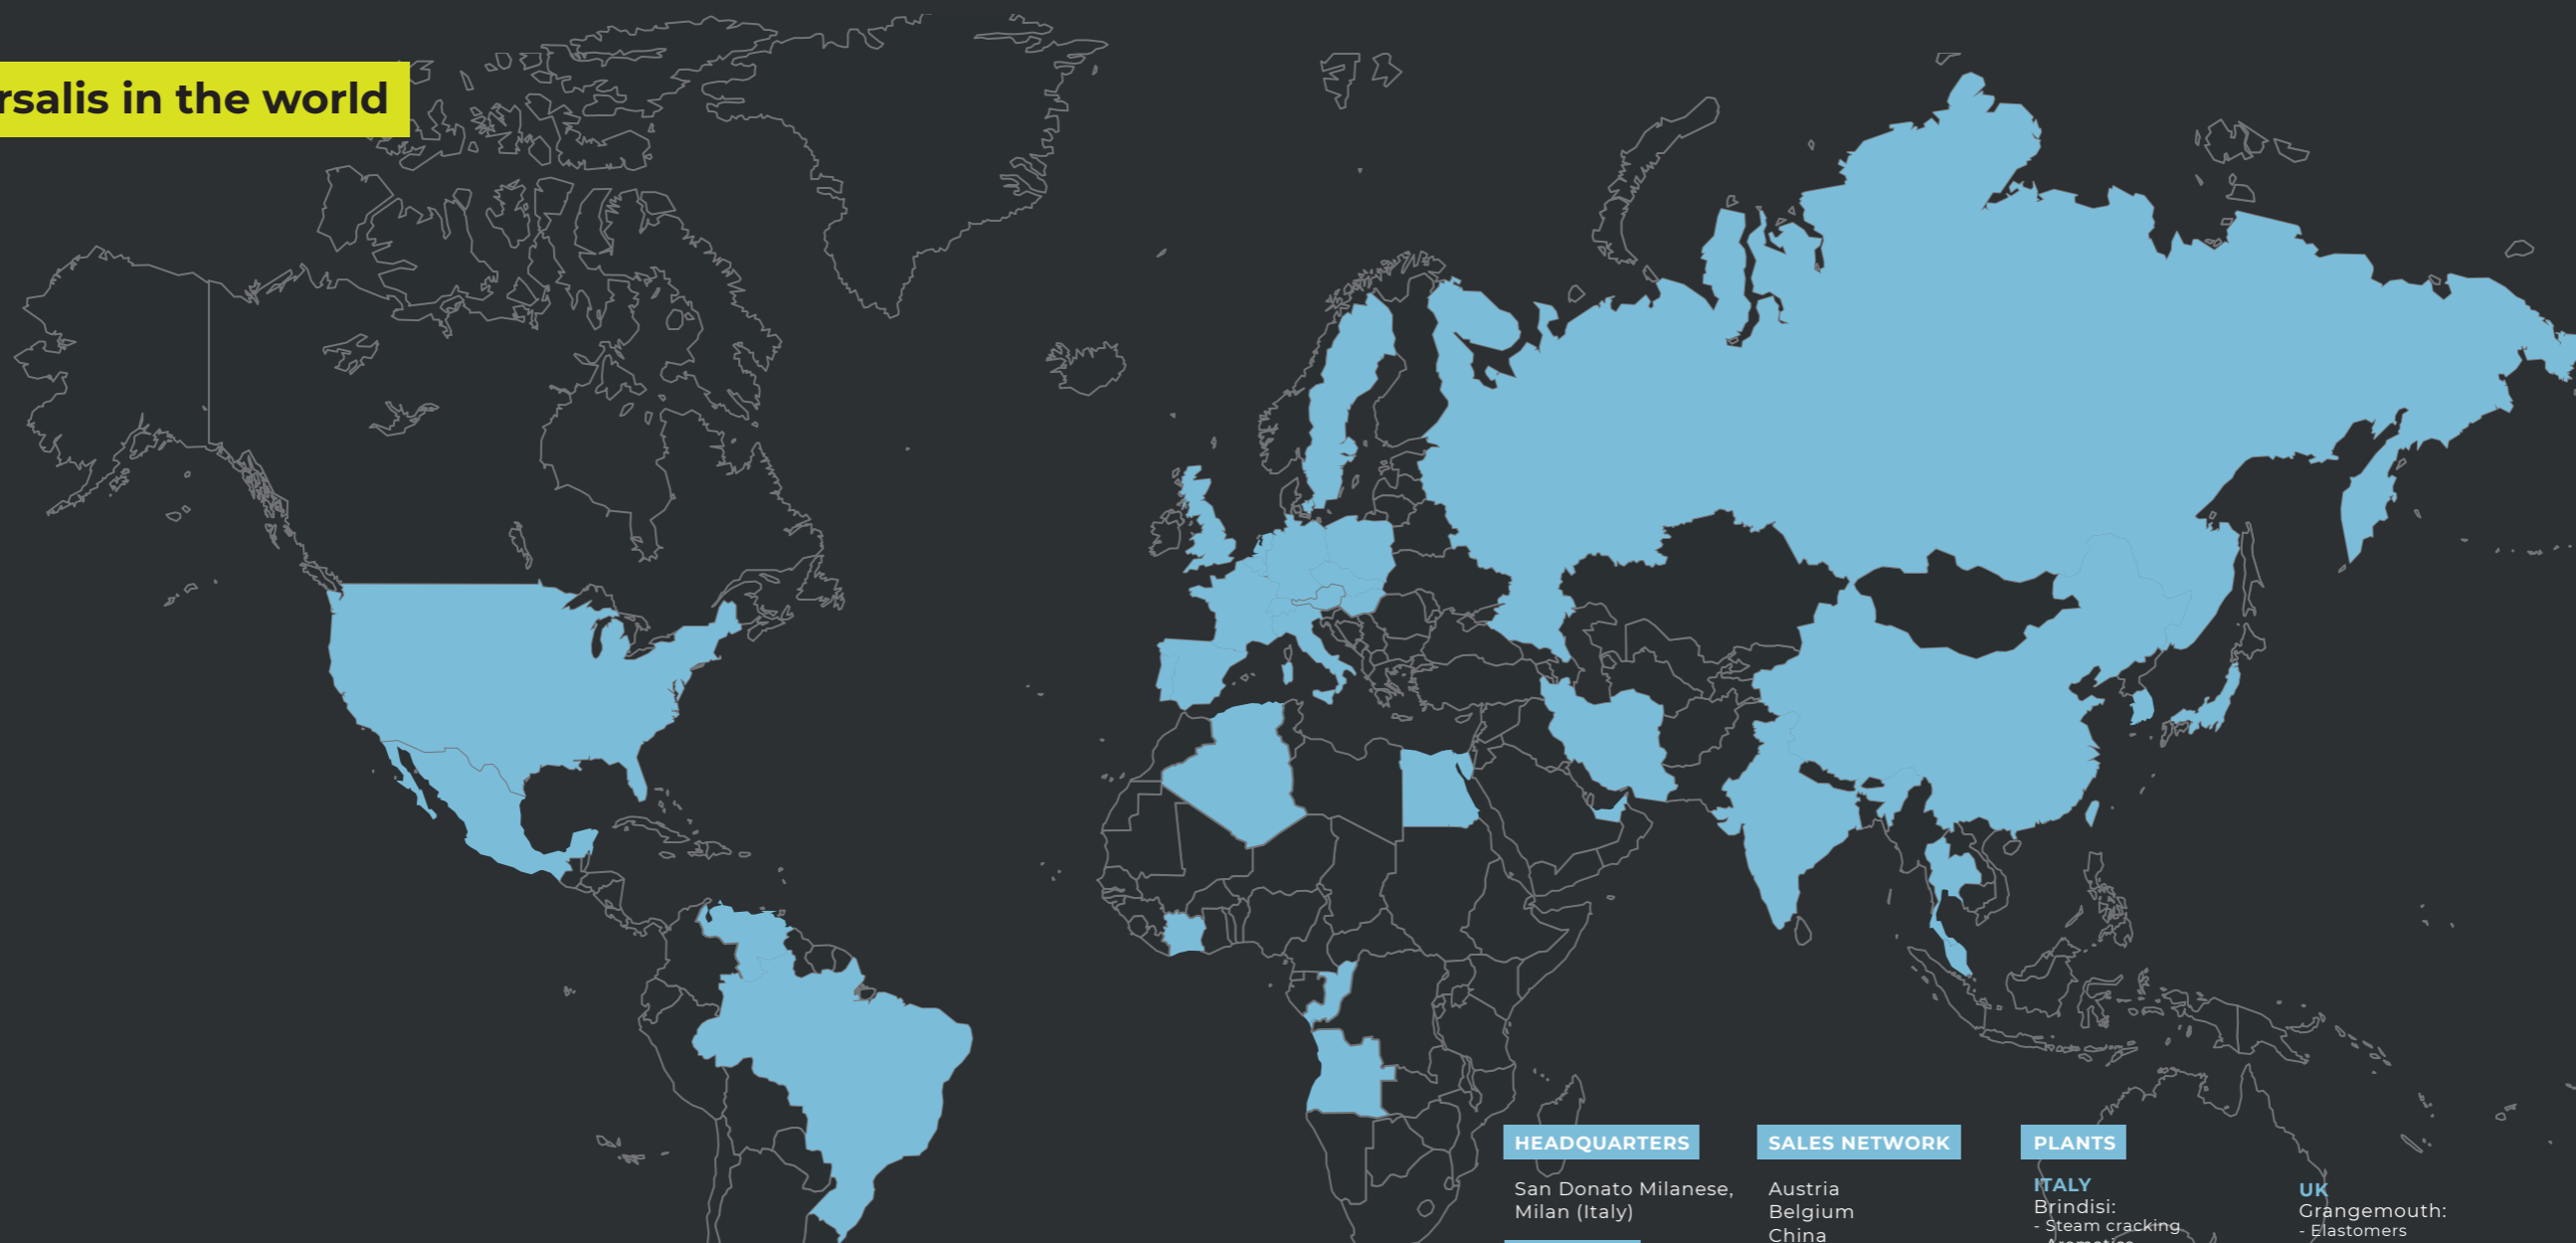 rsalis in the world
HEADQUARTERS
San Donato Milanese,
Milan (Italy)
SALES NETWORK
Austria
Belgium
China
PLANTS
ITALY
Brindisi:
- Steam cracking
UK
Grangemouth:
- Elastomers